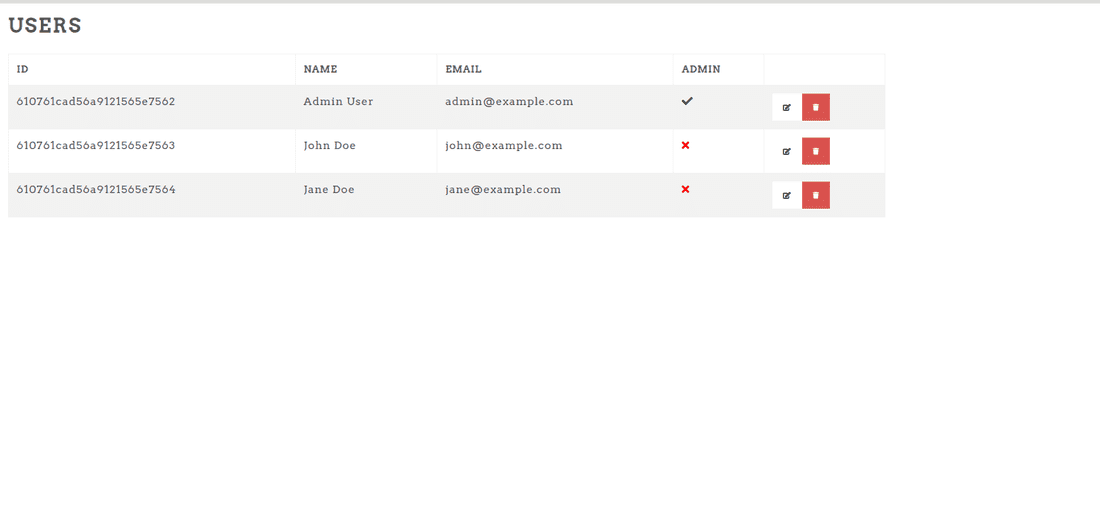 USERS
ID NAME EMAIL ADMIN
610761cad56a9121565e7562 Admin User admin@example.com
610761cad56a9121565e7563 John Doe john@example.com
610761cad56a9121565e7564 Jane Doe jane@example.com